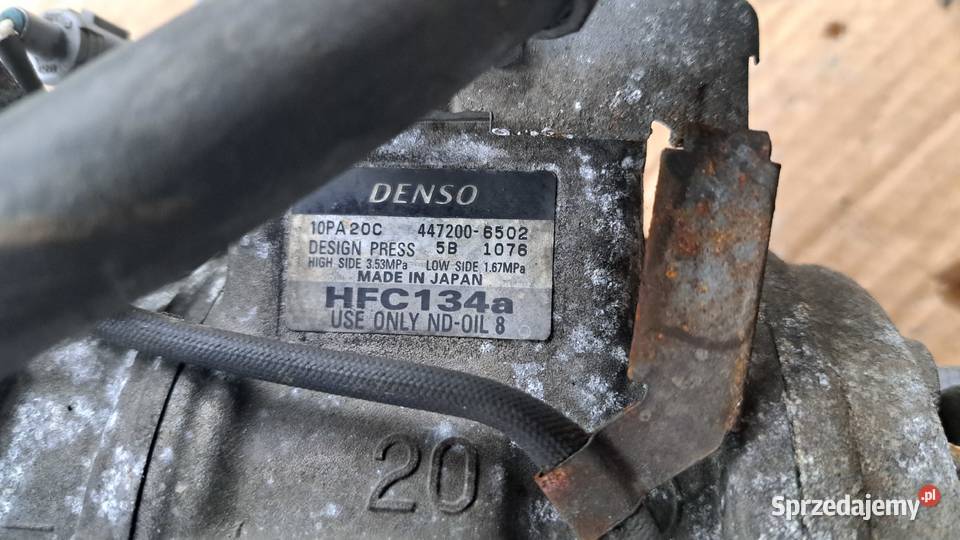 DENSO
10PA20C 447200-6502
DESIGN PRESS 5B 1076
HIGH SIDE 3.53MPa LOW SIDE 1.67MPa
MADE IN JAPAN
HFC134a
USE ONLY ND-OIL 8
20
Sprzedajemy.pl